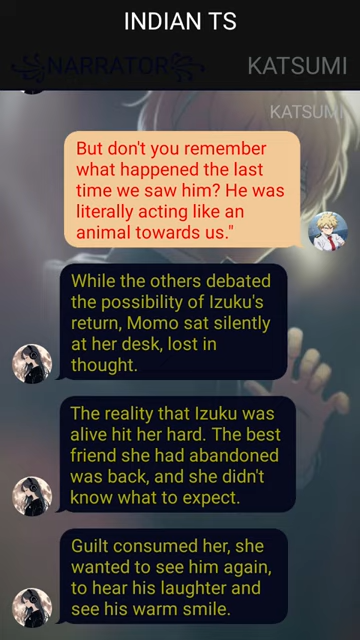 INDIAN TS
NARRATOR
KATSUMI
KATSUMI
But don't you remember
what happened the last
time we saw him? He was
literally acting like an
animal towards us."
While the others debated
the possibility of Izuku's
return, Momo sat silently
at her desk, lost in
thought.
The reality that Izuku was
alive hit her hard. The best
friend she had abandoned
was back, and she didn't
know what to expect.
Guilt consumed her, she
wanted to see him again,
to hear his laughter and
see his warm smile.